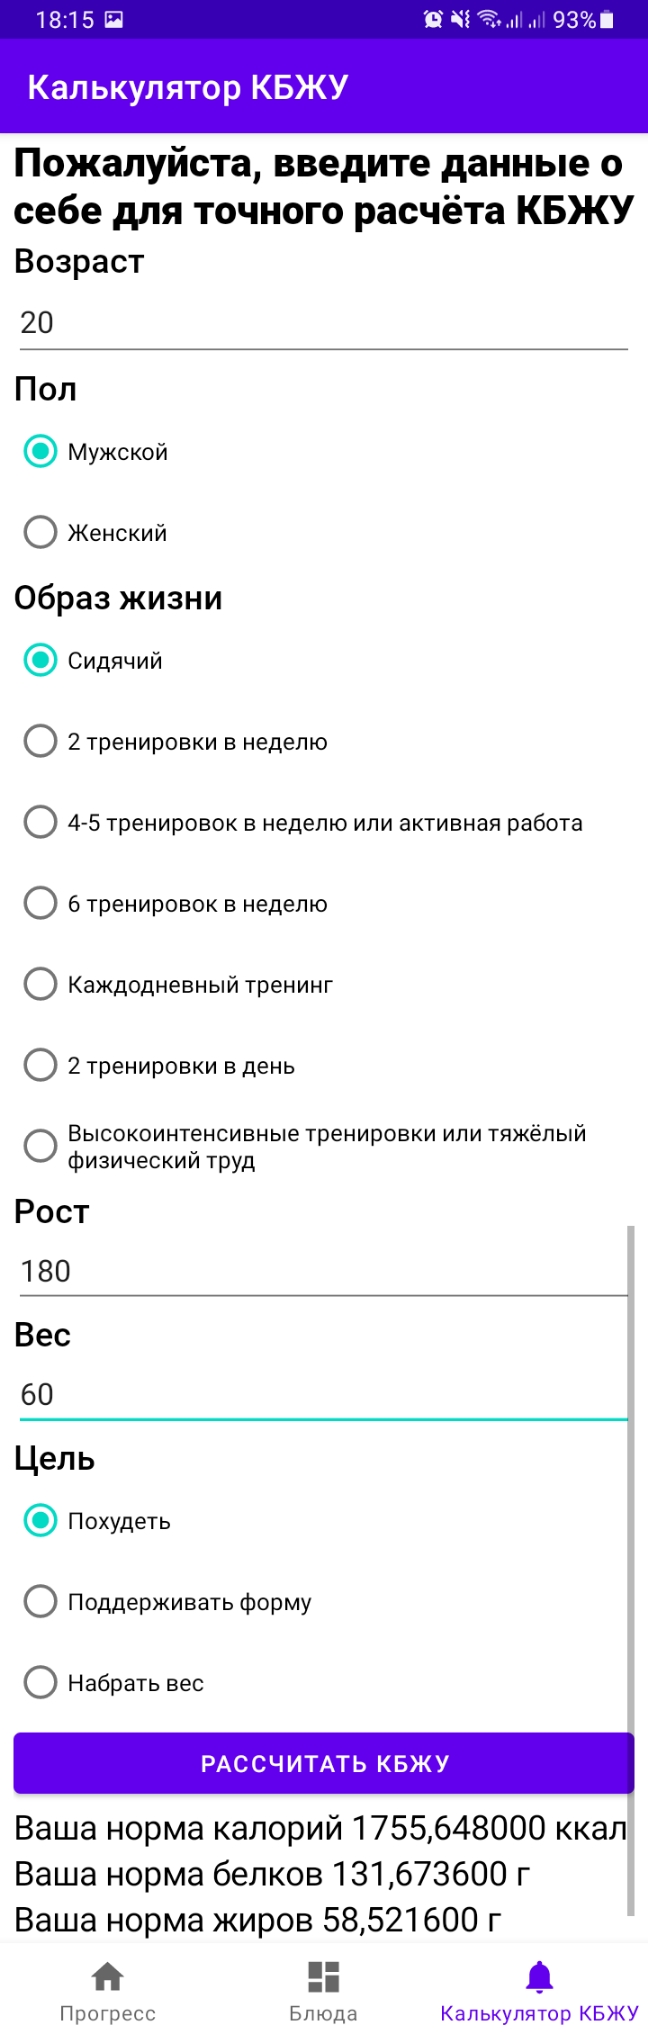 18:15
93%
Калькулятор КБЖУ
Пожалуйста, введите данные о
себе для точного расчёта КБЖУ
Возраст
20
Пол
Мужской
Женский
Образ жизни
Сидячий
2 тренировки в неделю
4-5 тренировок в неделю или активная работа
6 тренировок в неделю
Каждодневный тренинг
2 тренировки в день
Высокоинтенсивные тренировки или тяжёлый
физический труд
Рост
180
Вес
60
Цель
Похудеть
Поддерживать форму
Набрать вес
РАССЧИТАТЬ КБЖУ
Ваша норма калорий 1755,648000 ккал
Ваша норма белков 131,673600 г
Ваша норма жиров 58,521600 г
Прогресс
Блюда
Калькулятор КБЖУ